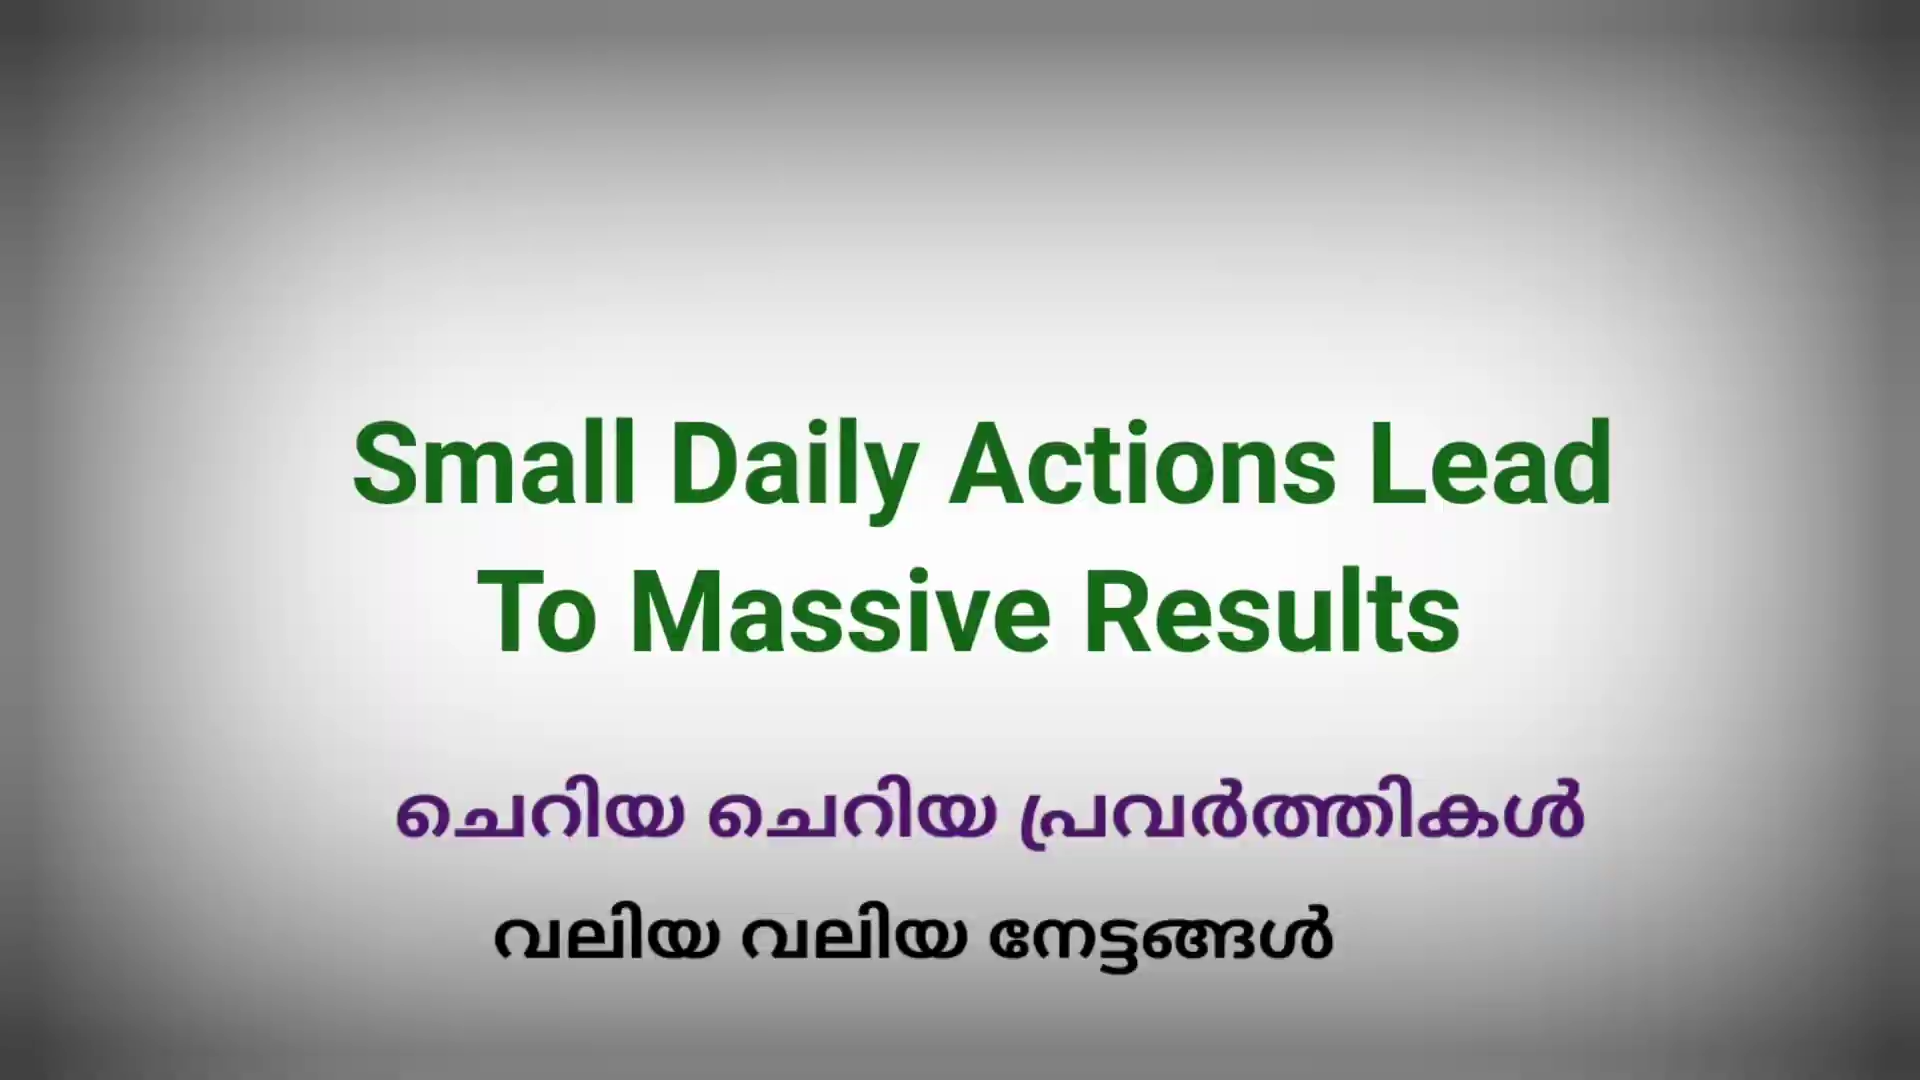 Small Daily Actions Lead
To Massive Results
ചെറിയ ചെറിയ പ്രവർത്തികൾ
വലിയ വലിയ നേട്ടങ്ങൾ